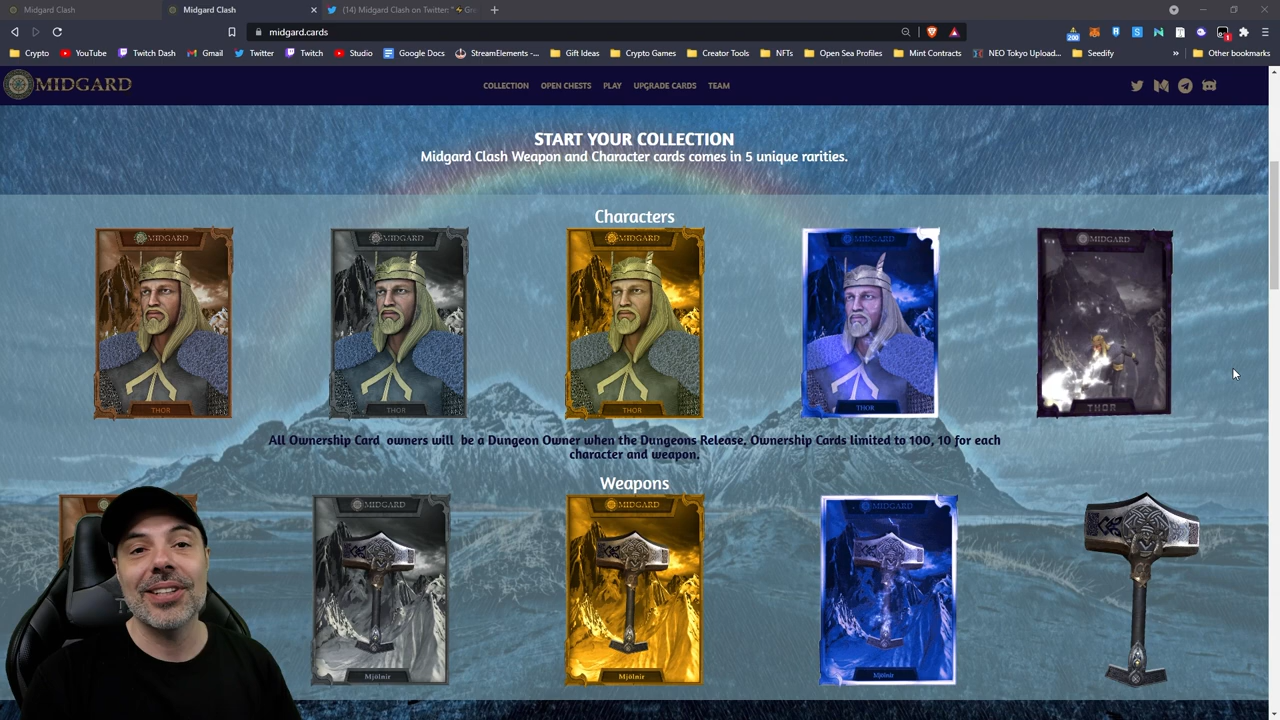 Midgard Clash
Midgard Clash
(14) Midgard Clash on Twitter: "⚡ Gre
midgard.cards
200
1
Crypto
YouTube
Twitch Dash
Gmail
Twitter
Twitch
Studio
Google Docs
StreamElements -...
Gift Ideas
Crypto Games
Creator Tools
NFTs
Open Sea Profiles
Mint Contracts
NEO Tokyo Upload...
Seedify
»
Other bookmarks
MIDGARD
COLLECTION
OPEN CHESTS
PLAY
UPGRADE CARDS
TEAM
START YOUR COLLECTION
Midgard Clash Weapon and Character cards comes in 5 unique rarities.
Characters
MIDGARD
MIDGARD
MIDGARD
MIDGARD
MIDGARD
THOR
THOR
THOR
THOR
THOR
All Ownership Card owners will be a Dungeon Owner when the Dungeons Release, Ownership Cards limited to 100, 10 for each
character and weapon.
Weapons
MIDGARD
MIDGARD
MIDGARD
Mjölnir
Mjölnir
Mjölnir